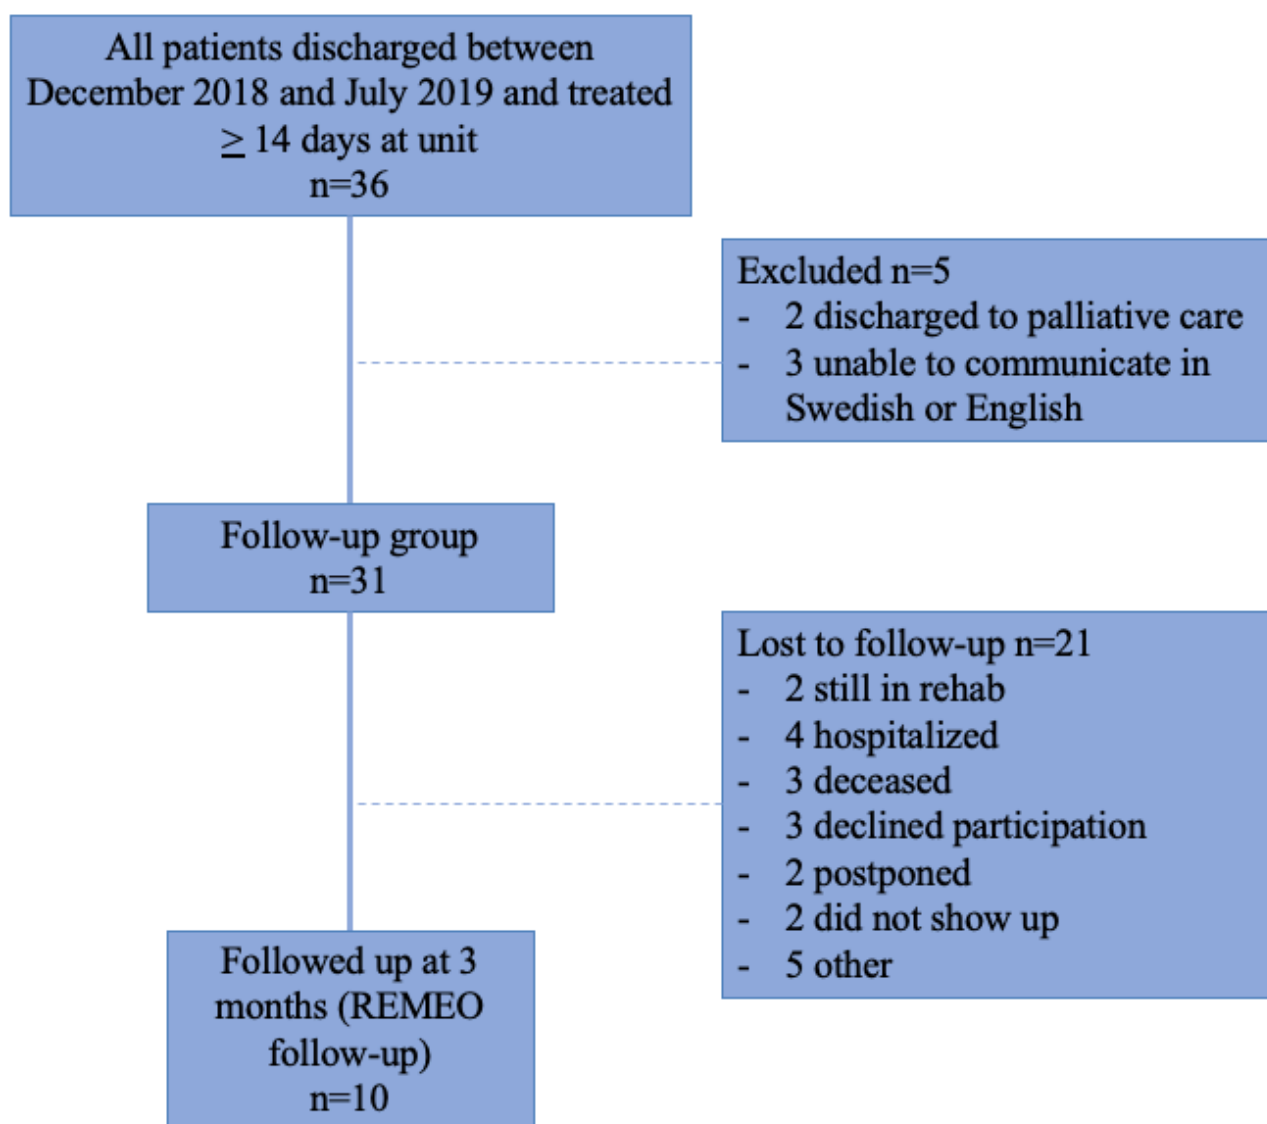 All patients discharged between
December 2018 and July 2019 and treated
≥ 14 days at unit
n=36
Excluded n=5
- 2 discharged to palliative care
- 3 unable to communicate in
Swedish or English
Follow-up group
n=31
Lost to follow-up n=21
- 2 still in rehab
- 4 hospitalized
- 3 deceased
- 3 declined participation
- 2 postponed
- 2 did not show up
- 5 other
Followed up at 3
months (REMEO
follow-up)
n=10